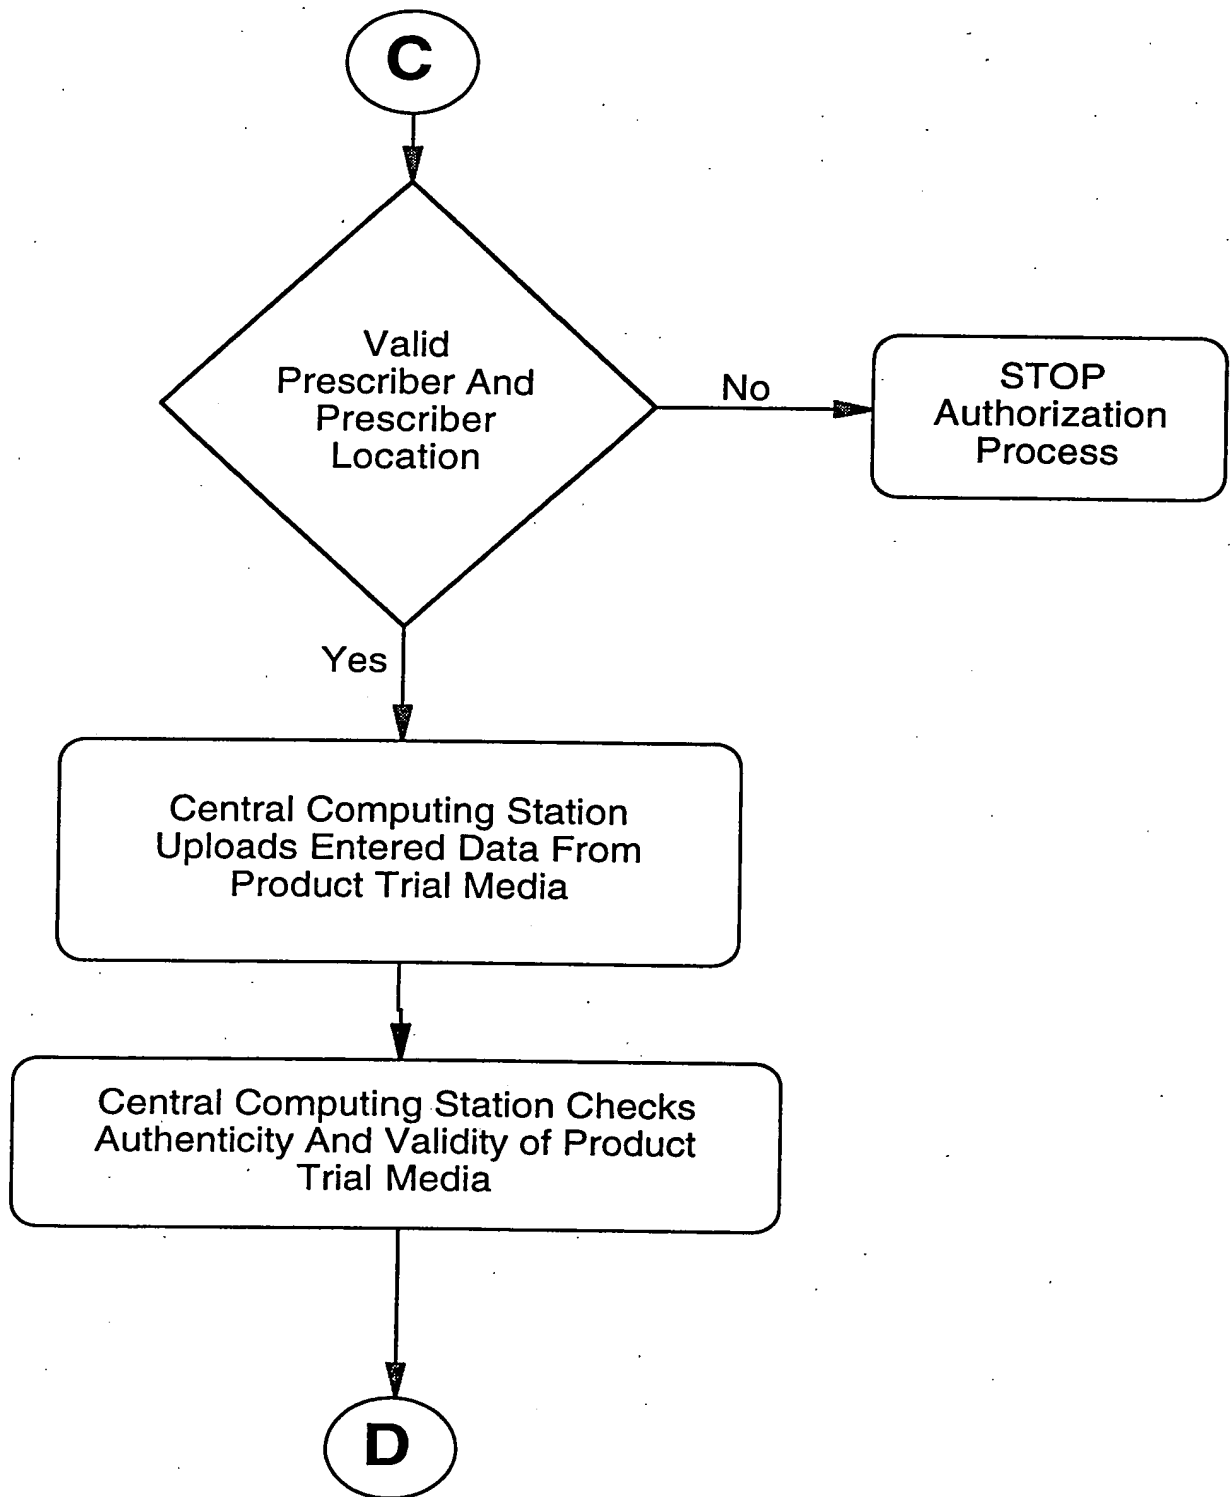 C
Valid
Prescriber And
Prescriber
Location
No
STOP
Authorization
Process
Yes
Central Computing Station
Uploads Entered Data From
Product Trial Media
Central Computing Station Checks
Authenticity And Validity of Product
Trial Media
D